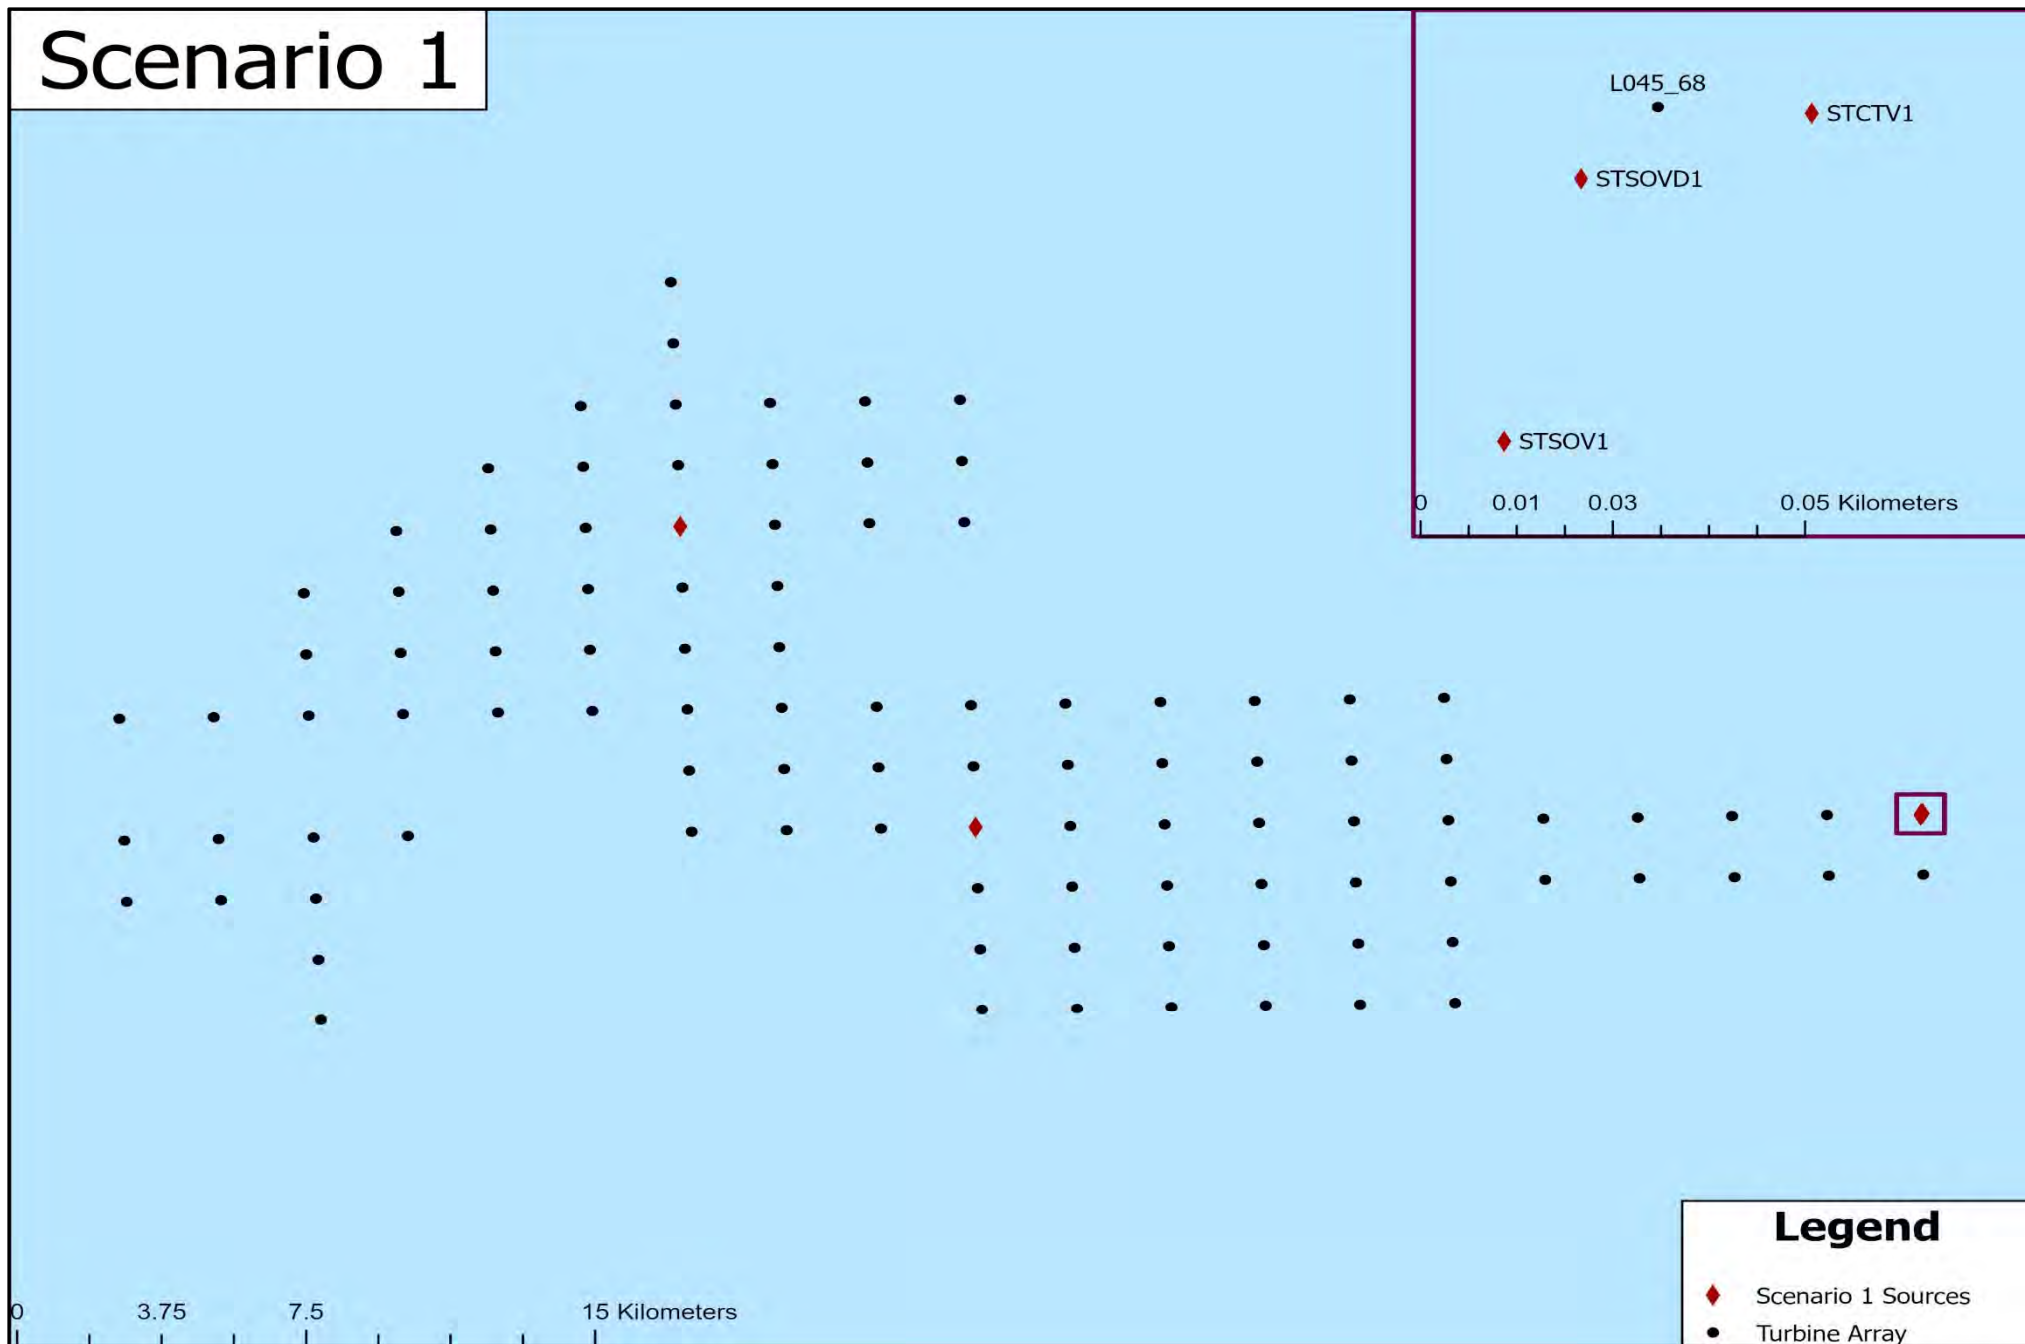 Scenario 1
L045_68
STCTV1
STSOVD1
STSOV1
0 0.01 0.03 0.05 Kilometers
0 3.75 7.5 15 Kilometers
Legend
Scenario 1 Sources
Turbine Array